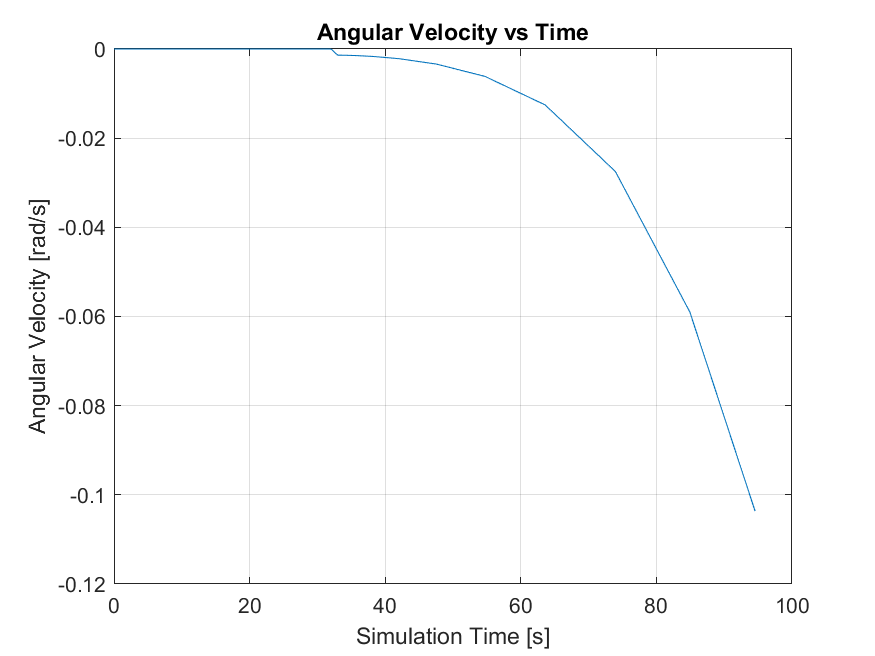 Angular Velocity vs Time
Angular Velocity [rad/s]
0
-0.02
-0.04
-0.06
-0.08
-0.1
-0.12
0 20 40 60 80 100
Simulation Time [s]